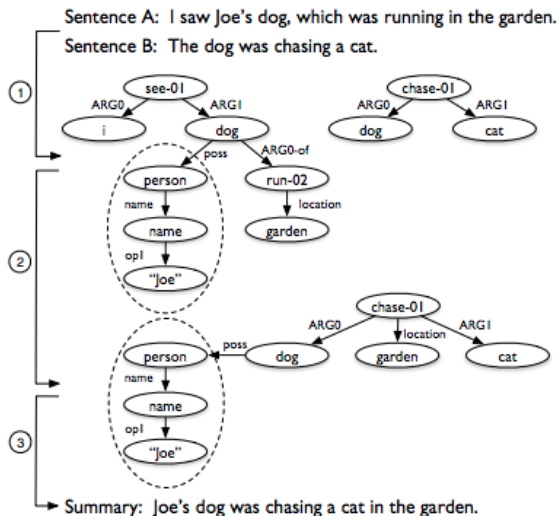 Sentence A: I saw Joe's dog, which was running in the garden.
Sentence B: The dog was chasing a cat.
1
see-01
chase-01
ARG0
ARG1
ARG0
ARG1
i
dog
dog
cat
poss
ARG0-of
person
run-02
name
location
2
name
garden
op1
"Joe"
chase-01
ARG0
location
ARG1
person
poss
dog
garden
cat
name
name
3
op1
"Joe"
Summary: Joe's dog was chasing a cat in the garden.